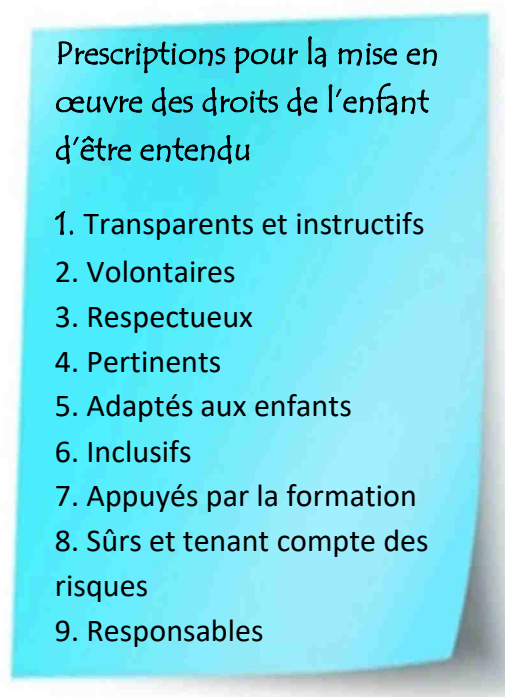 Prescriptions pour la mise en
œuvre des droits de l’enfant
d’être entendu
1. Transparents et instructifs
2. Volontaires
3. Respectueux
4. Pertinents
5. Adaptés aux enfants
6. Inclusifs
7. Appuyés par la formation
8. Sûrs et tenant compte des
risques
9. Responsables